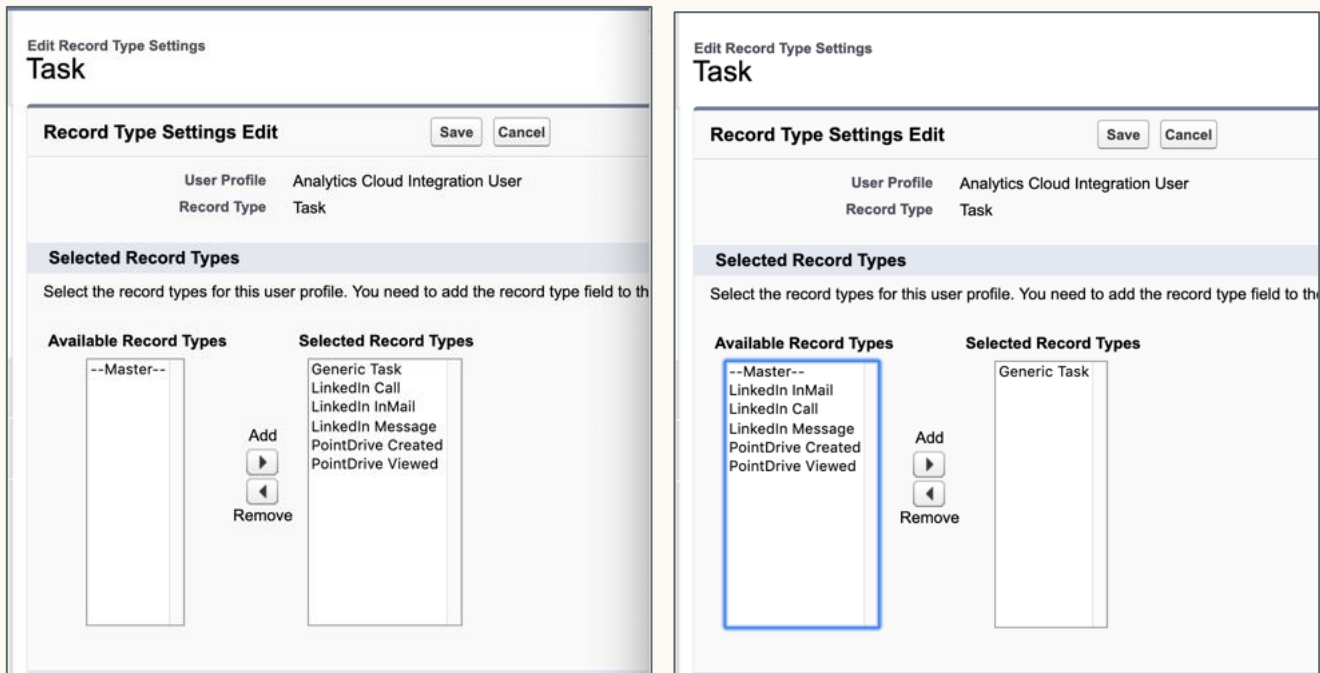 Edit Record Type Settings
Task
Record Type Settings Edit
Save
Cancel
User Profile Analytics Cloud Integration User
Record Type Task
Selected Record Types
Select the record types for this user profile. You need to add the record type field to th
Available Record Types
Selected Record Types
--Master--
Add
Remove
Generic Task
LinkedIn Call
LinkedIn InMail
LinkedIn Message
PointDrive Created
PointDrive Viewed
Edit Record Type Settings
Task
Record Type Settings Edit
Save
Cancel
User Profile Analytics Cloud Integration User
Record Type Task
Selected Record Types
Select the record types for this user profile. You need to add the record type field to the
Available Record Types
Selected Record Types
--Master--
LinkedIn InMail
LinkedIn Call
LinkedIn Message
PointDrive Created
PointDrive Viewed
Add
Remove
Generic Task